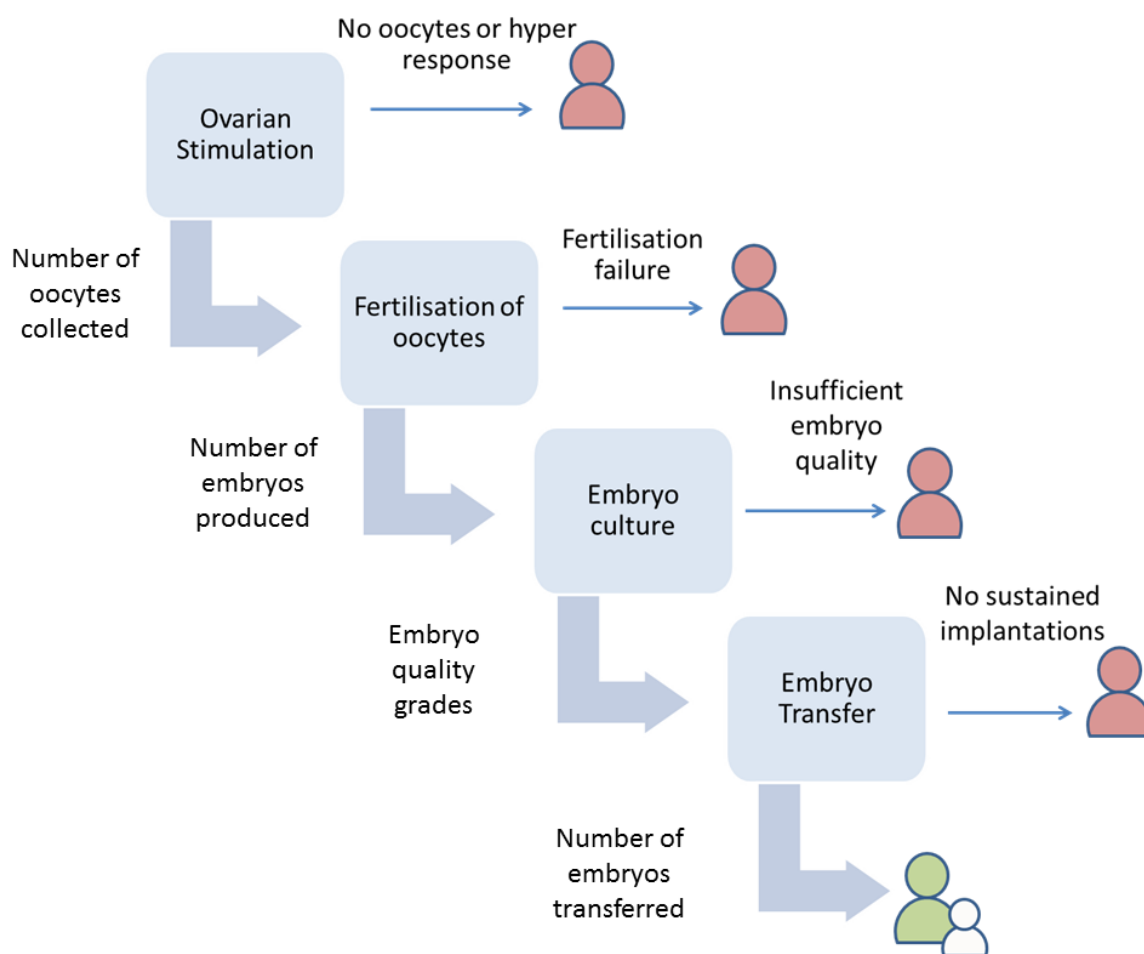 No oocytes or hyper
response
Ovarian
Stimulation
Number of
oocytes
collected
Fertilisation
failure
Fertilisation of
oocytes
Number of
embryos
produced
Insufficient
embryo
quality
Embryo
culture
Embryo
quality
grades
No sustained
implantations
Embryo
Transfer
Number of
embryos
transferred